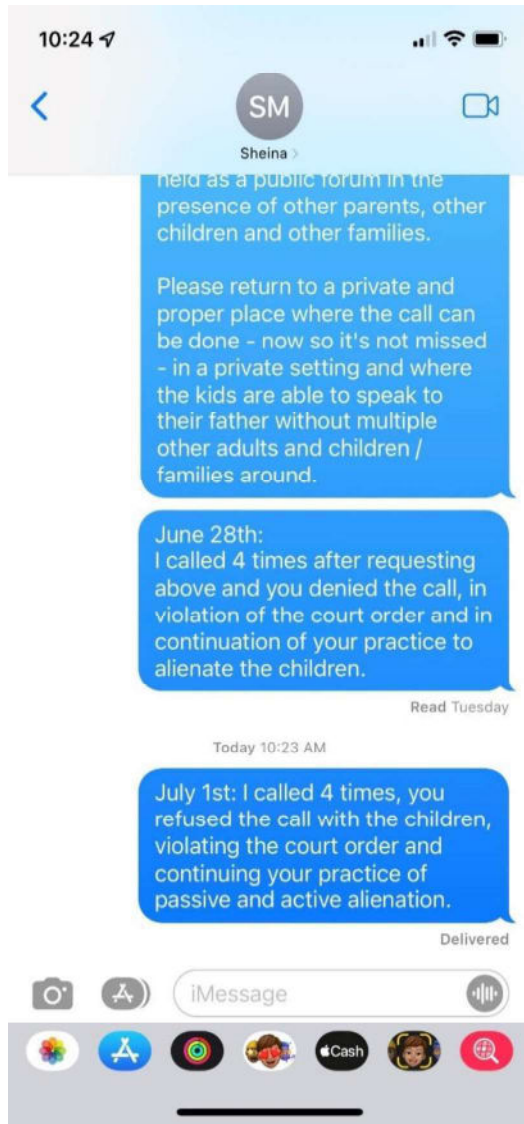 10:24
SM
Sheina
held as a public forum in the
presence of other parents, other
children and other families.
Please return to a private and
proper place where the call can
be done - now so it's not missed
- in a private setting and where
the kids are able to speak to
their father without multiple
other adults and children /
families around.
June 28th:
I called 4 times after requesting
above and you denied the call, in
violation of the court order and in
continuation of your practice to
alienate the children.
Read Tuesday
Today 10:23 AM
July 1st: I called 4 times, you
refused the call with the children,
violating the court order and
continuing your practice of
passive and active alienation.
Delivered
iMessage
Cash